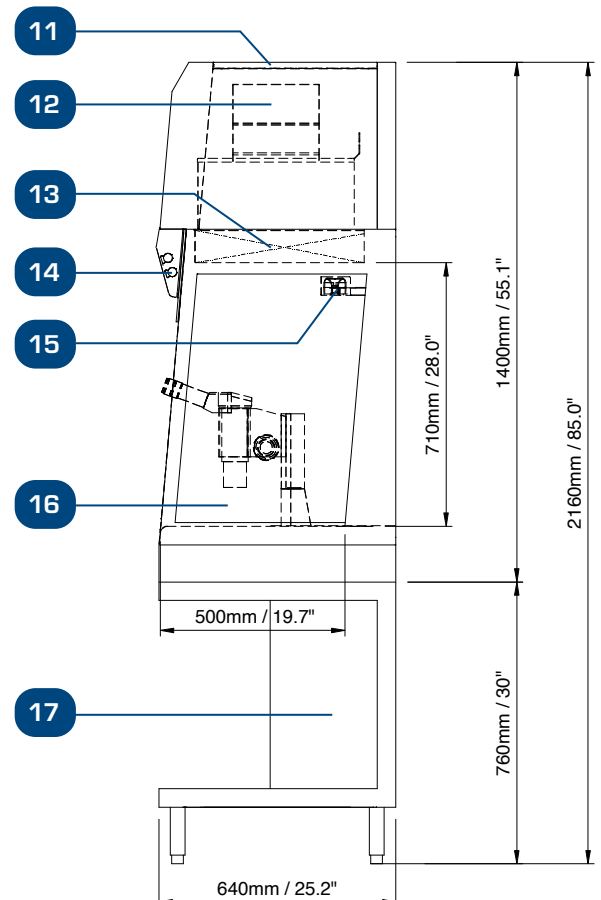 11
12
13
14
15
16
17
710mm / 28.0"
1400mm / 55.1"
2160mm / 85.0"
500mm / 19.7"
760mm / 30"
640mm / 25.2"